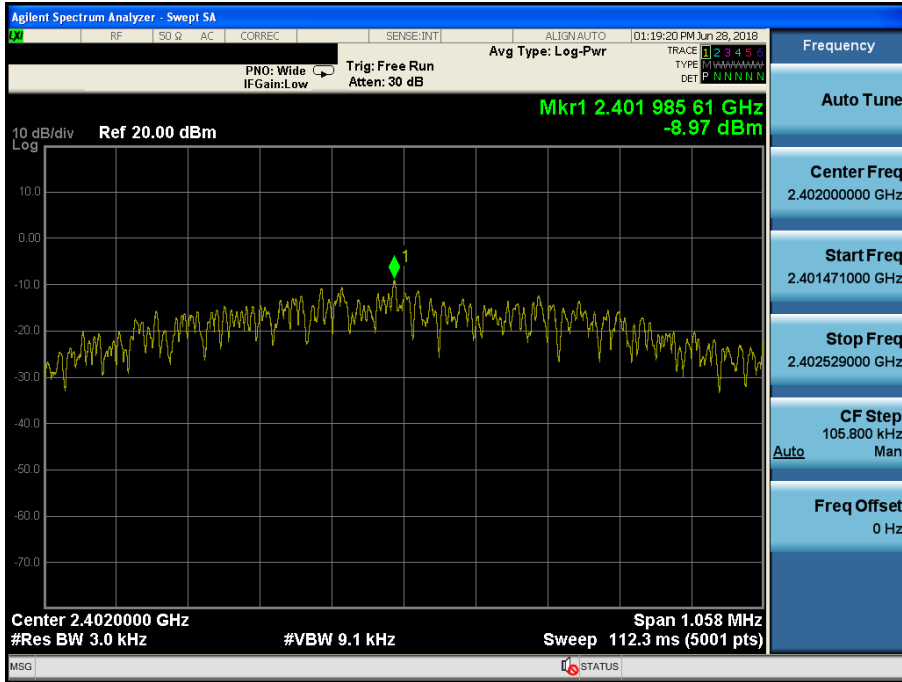 Agilent Spectrum Analyzer - Swept SA
LXI RF 50 Ω AC CORREC SENSE:INT ALIGNAUTO 01:19:20 PM Jun 28, 2018
Frequency
Avg Type: Log-Pwr
TRACE 1 2 3 4 5 6
PNO: Wide Trig: Free Run
TYPE M WWWWW
IFGain:Low Atten: 30 dB
DET P N N N N N
Mkr1 2.401 985 61 GHz
-8.97 dBm
10 dB/div Ref 20.00 dBm
Log
10.0
0.00
1
-10.0
-20.0
-30.0
-40.0
-50.0
-60.0
-70.0
Center 2.4020000 GHz Span 1.058 MHz
#Res BW 3.0 kHz #VBW 9.1 kHz Sweep 112.3 ms (5001 pts)
Auto Tune
Center Freq
2.402000000 GHz
Start Freq
2.401471000 GHz
Stop Freq
2.402529000 GHz
CF Step
105.800 kHz
Auto Man
Freq Offset
0 Hz
MSG STATUS